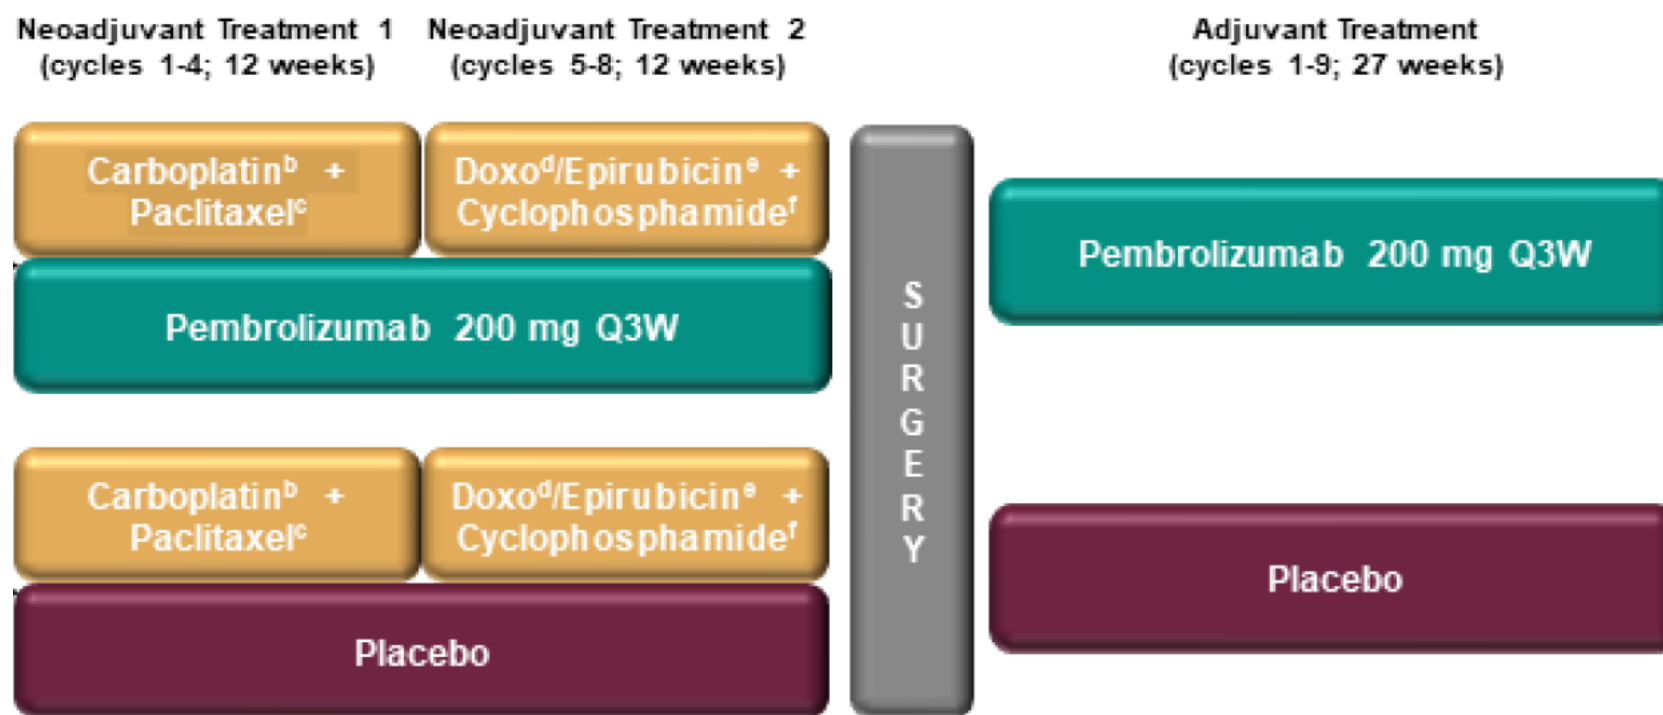 Neoadjuvant Treatment 1
(cycles 1-4; 12 weeks)
Neoadjuvant Treatment 2
(cycles 5-8; 12 weeks)
Adjuvant Treatment
(cycles 1-9; 27 weeks)
Carboplatinᵇ +
Paclitaxelᶜ
Doxoᵈ/Epirubicinᵉ +
Cyclophosphamideᶠ
Pembrolizumab 200 mg Q3W
SURGERY
Pembrolizumab 200 mg Q3W
Carboplatinᵇ +
Paclitaxelᶜ
Doxoᵈ/Epirubicinᵉ +
Cyclophosphamideᶠ
Placebo
Placebo